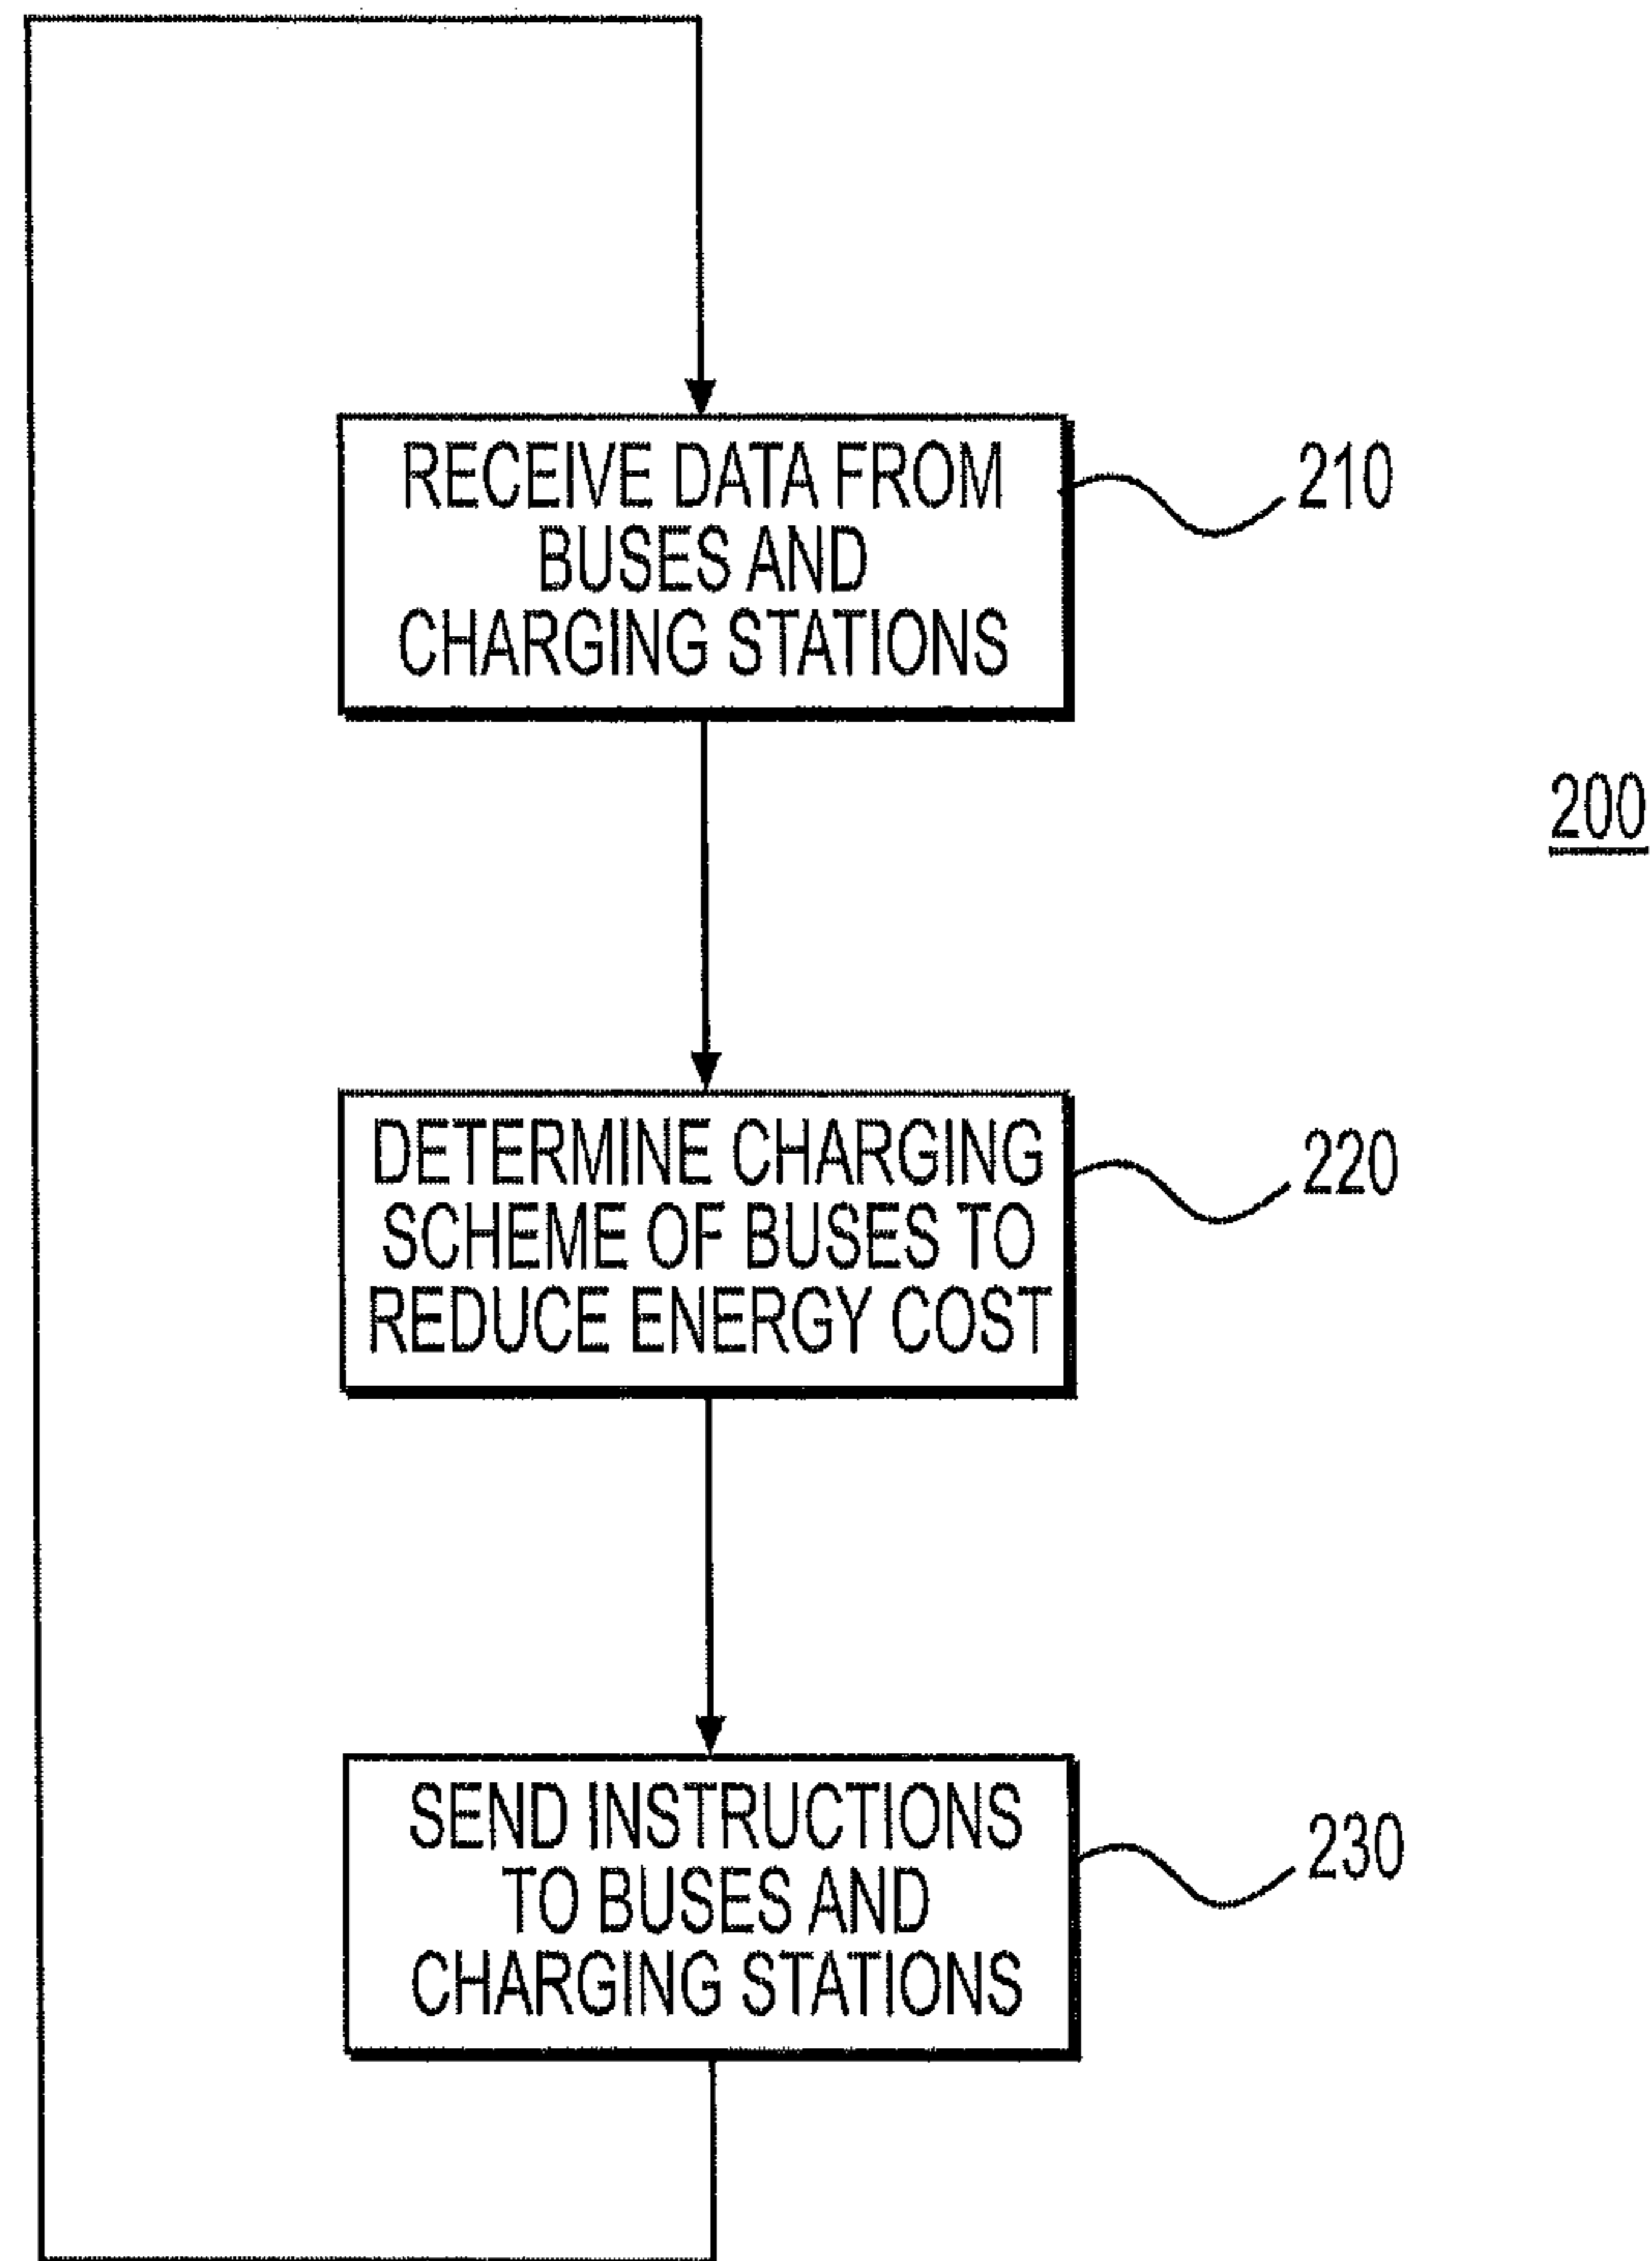 RECEIVE DATA FROM
BUSES AND
CHARGING STATIONS
210
200
DETERMINE CHARGING
SCHEME OF BUSES TO
REDUCE ENERGY COST
220
SEND INSTRUCTIONS
TO BUSES AND
CHARGING STATIONS
230